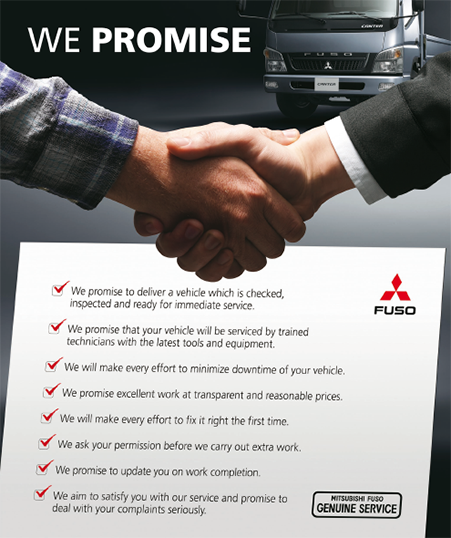 WE PROMISE
CANTER
FUSO
CANTER
We promise to deliver a vehicle which is checked,
inspected and ready for immediate service.
FUSO
We promise that your vehicle will be serviced by trained
technicians with the latest tools and equipment.
We will make every effort to minimize downtime of your vehicle.
We promise excellent work at transparent and reasonable prices.
We will make every effort to fix it right the first time.
We ask your permission before we carry out extra work.
We promise to update you on work completion.
We aim to satisfy you with our service and promise to
deal with your complaints seriously.
MITSUBISHI FUSO
GENUINE SERVICE